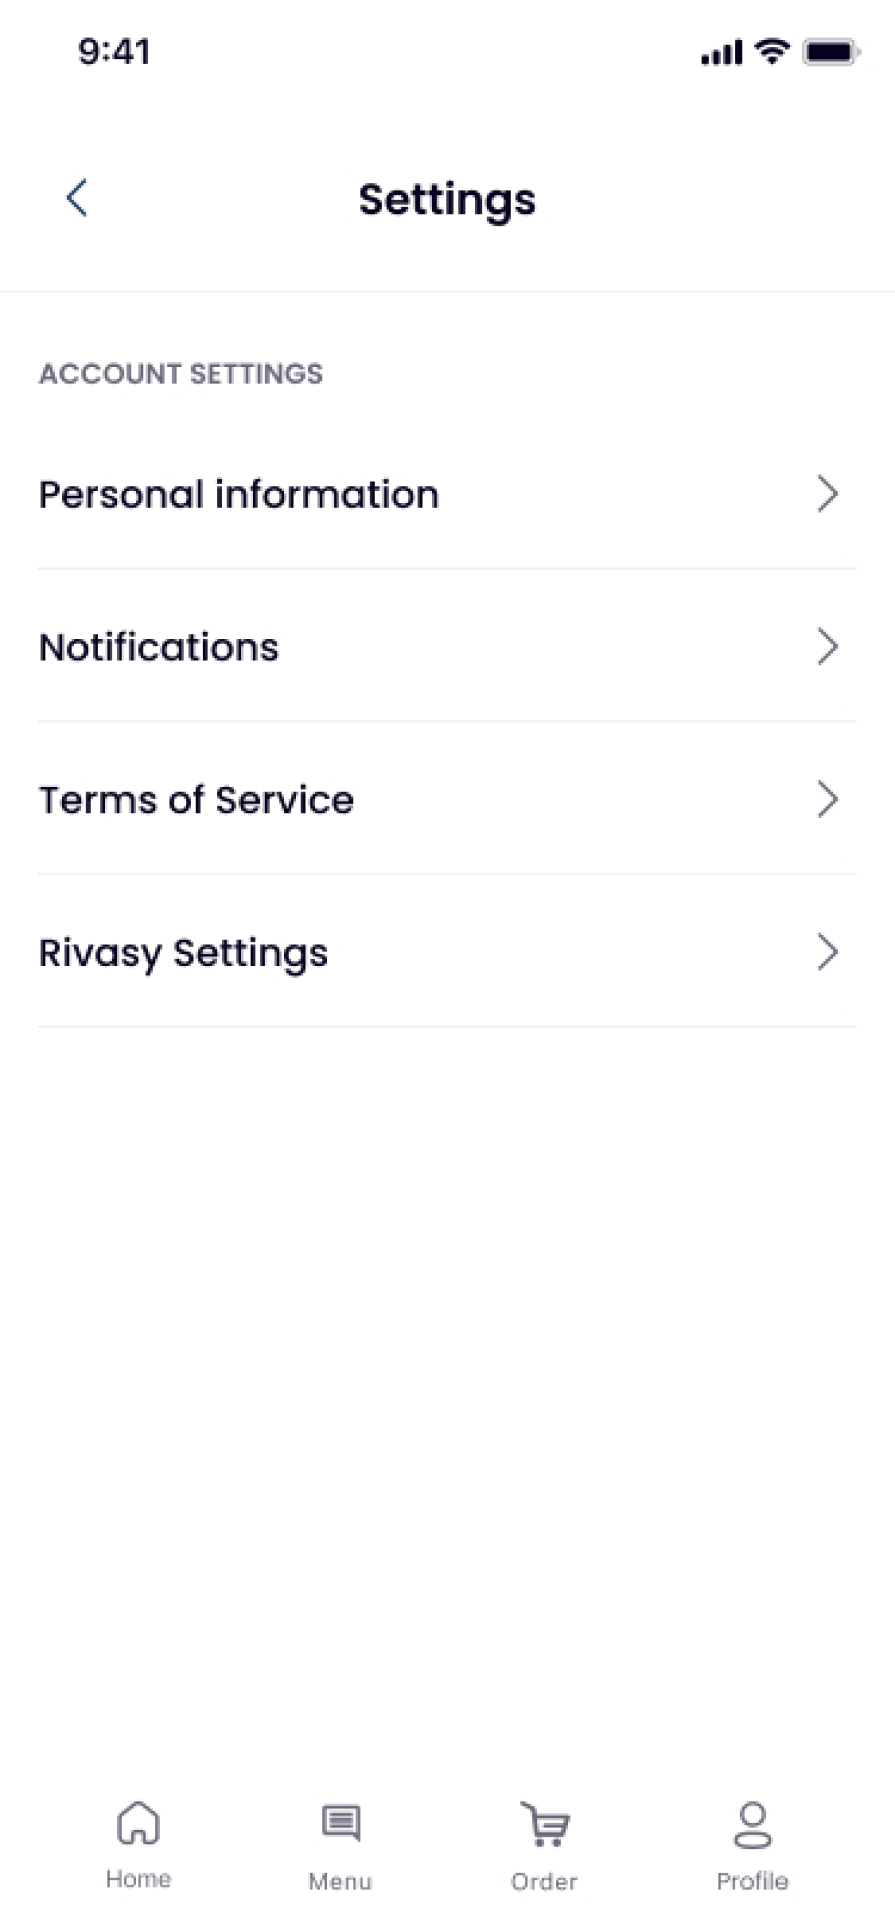 9:41
Settings
ACCOUNT SETTINGS
Personal information
Notifications
Terms of Service
Rivasy Settings
Home
Menu
Order
Profile